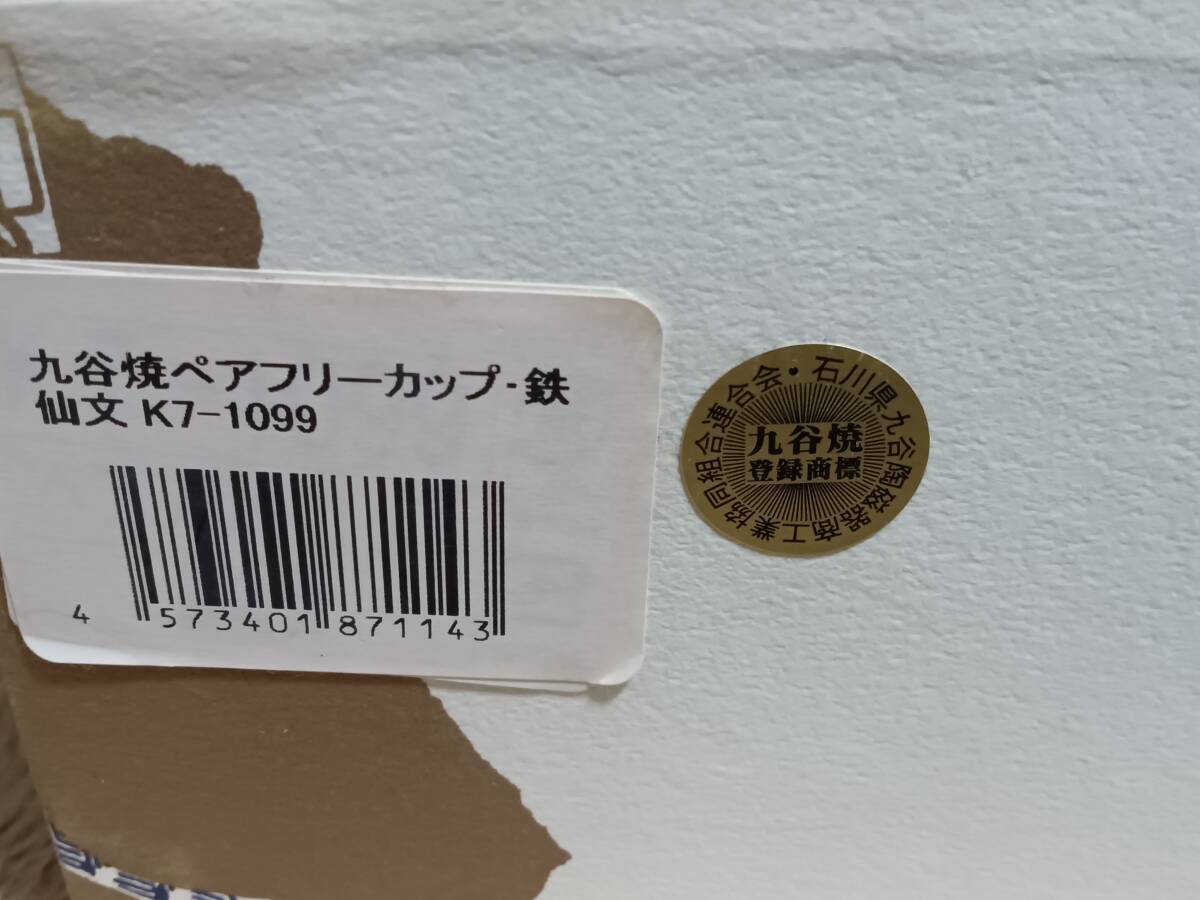 九谷焼ペアフリーカップ-鉄
仙文 K7-1099
4 573401 871143
石川県九谷陶磁器商工業協同組合連合会・
九谷焼
登録商標